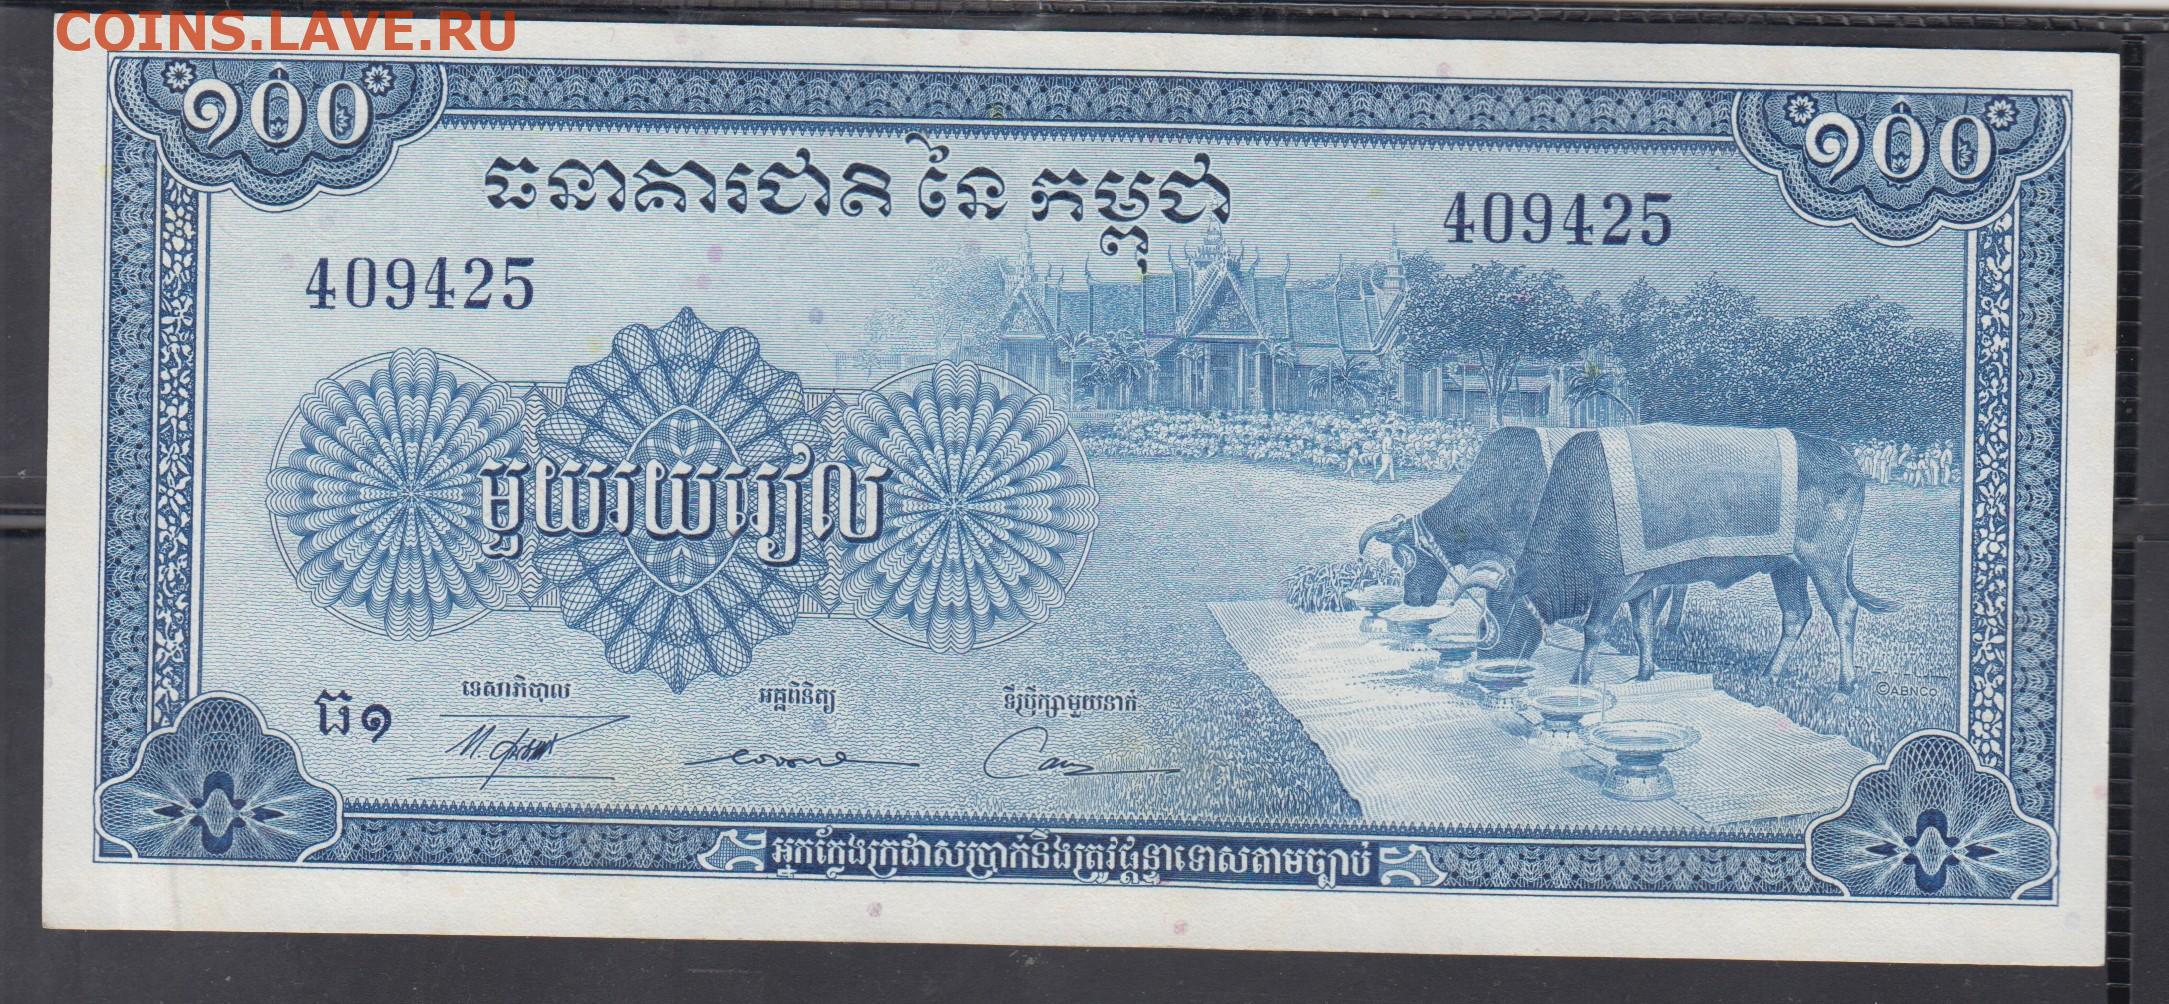 COINS.LAVE.RU
១០០ ១០០
ធនាគារជាតិ នៃ កម្ពុជា
409425
409425
មួយរយរៀល
ទេសាភិបាល អគ្គពិនិត្យ ទីប្រឹក្សាមួយនាក់
ធ១
©ABNCo
អ្នកក្លែងក្រដាសប្រាក់នឹងត្រូវផ្តន្ទាទោសតាមច្បាប់